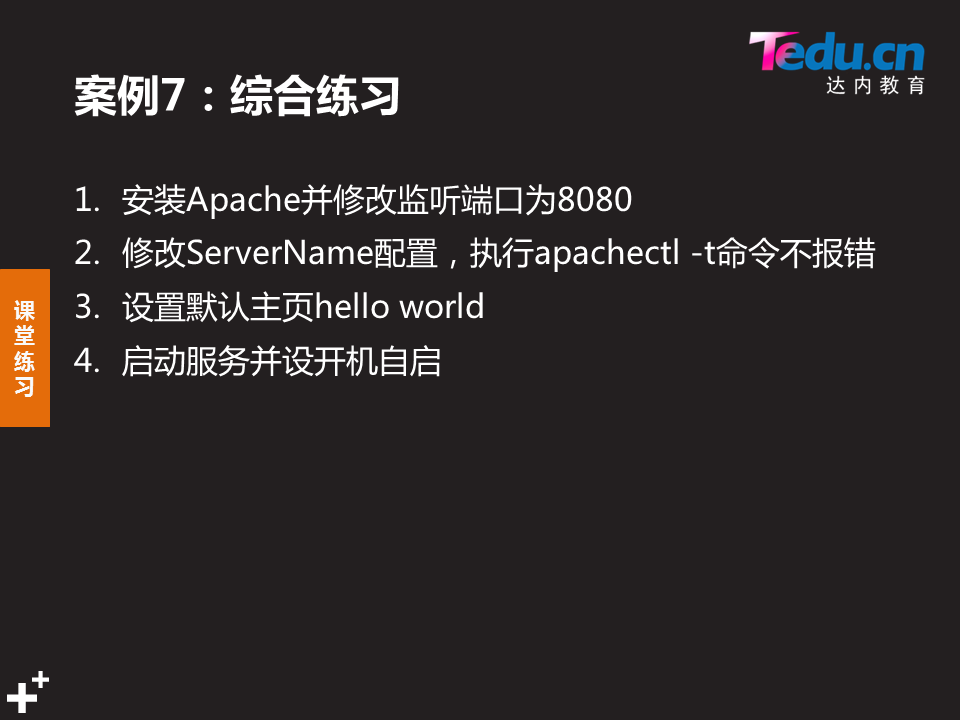 Tedu.cn
达内教育
案例7：综合练习
1. 安装Apache并修改监听端口为8080
2. 修改ServerName配置，执行apachectl -t命令不报错
3. 设置默认主页hello world
4. 启动服务并设开机自启
课
堂
练
习